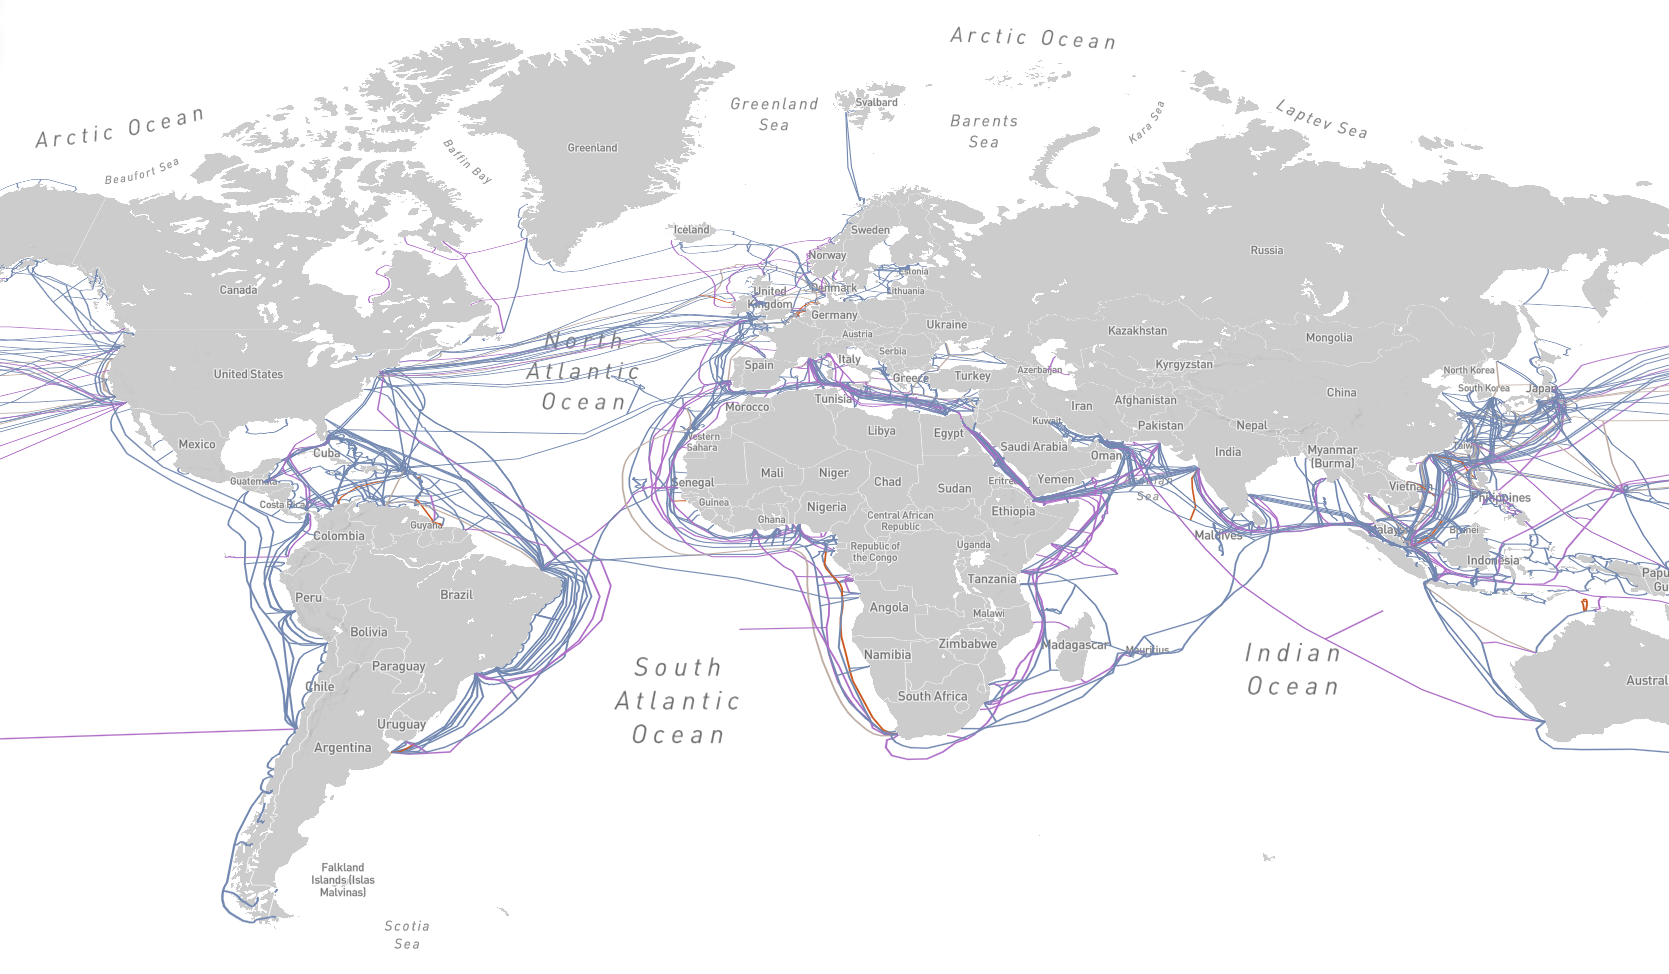 Arctic Ocean
Arctic Ocean
Beaufort Sea
Baffin Bay
Greenland
Greenland
Sea
Svalbard
Barents
Sea
Kara Sea
Laptev Sea
Iceland
Sweden
Norway
Estonia
Lithuania
Denmark
United
Kingdom
Germany
Russia
Canada
United States
Mexico
Cuba
Guatemala
Costa Rica
Guyana
Colombia
Peru
Brazil
Bolivia
Paraguay
Chile
Uruguay
Argentina
Falkland
Islands (Islas
Malvinas)
Scotia
Sea
North
Atlantic
Ocean
South
Atlantic
Ocean
Austria
Ukraine
Serbia
Italy
Spain
Greece
Turkey
Azerbaijan
Kazakhstan
Kyrgyzstan
Mongolia
China
North Korea
South Korea
Japan
Morocco
Tunisia
Western
Sahara
Libya
Egypt
Mali
Niger
Chad
Sudan
Eritrea
Senegal
Guinea
Ghana
Nigeria
Central African
Republic
Ethiopia
Uganda
Republic of
the Congo
Tanzania
Angola
Malawi
Zimbabwe
Namibia
Madagascar
Mauritius
South Africa
Iran
Kuwait
Saudi Arabia
Oman
Yemen
Afghanistan
Pakistan
Nepal
India
Sea
Maldives
Myanmar
(Burma)
Vietnam
Philippines
Brunei
Indonesia
Indian
Ocean
Papu
Gu
Austral